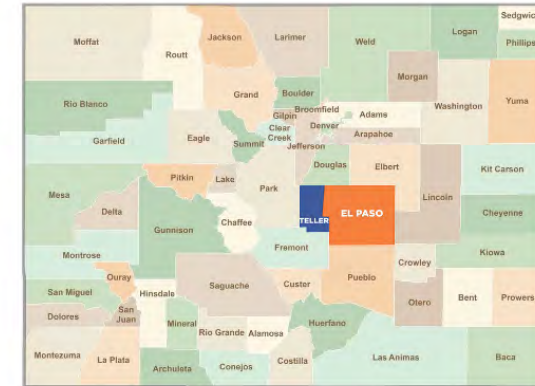 Sedgwic
Jackson
Larimer
Logan
Moffat
Routt
Weld
Phillips
Morgan
Grand
Boulder
Washington
Yuma
Rio Blanco
Broomfield
Gilpin
Adams
Garfield
Eagle
Clear
Creek
Denver
Arapahoe
Summit
Jefferson
Douglas
Elbert
Kit Carson
Pitkin
Lake
Park
Mesa
Lincoln
Delta
Gunnison
Chaffee
TELLER
EL PASO
Cheyenne
Montrose
Fremont
Kiowa
Crowley
Ouray
Pueblo
San Miguel
Hinsdale
Saguache
Custer
Otero
Bent
Prowers
Dolores
San
Juan
Mineral
Rio Grande
Alamosa
Huerfano
Montezuma
La Plata
Archuleta
Conejos
Costilla
Las Animas
Baca